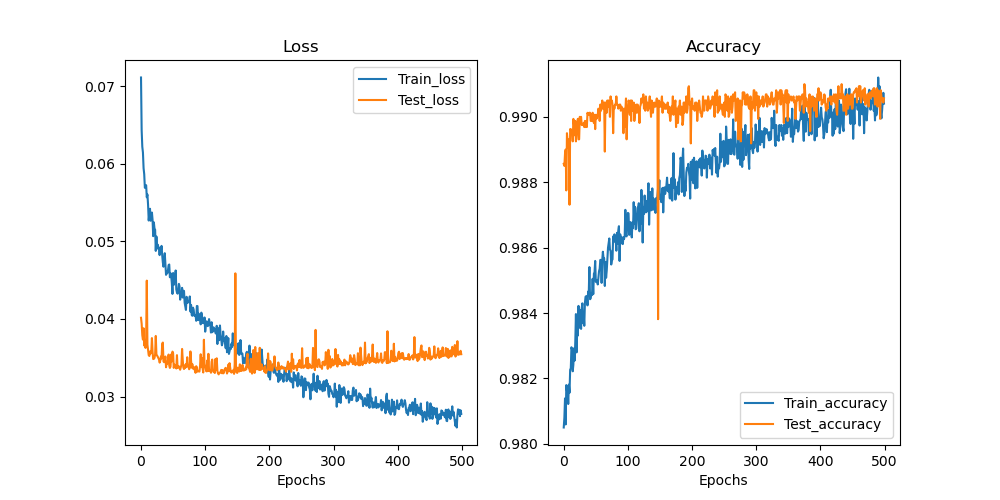 Loss
0.07
0.06
0.05
0.04
0.03
Train_loss
Test_loss
0 100 200 300 400 500
Epochs
Accuracy
0.990
0.988
0.986
0.984
0.982
0.980
Train_accuracy
Test_accuracy
0 100 200 300 400 500
Epochs